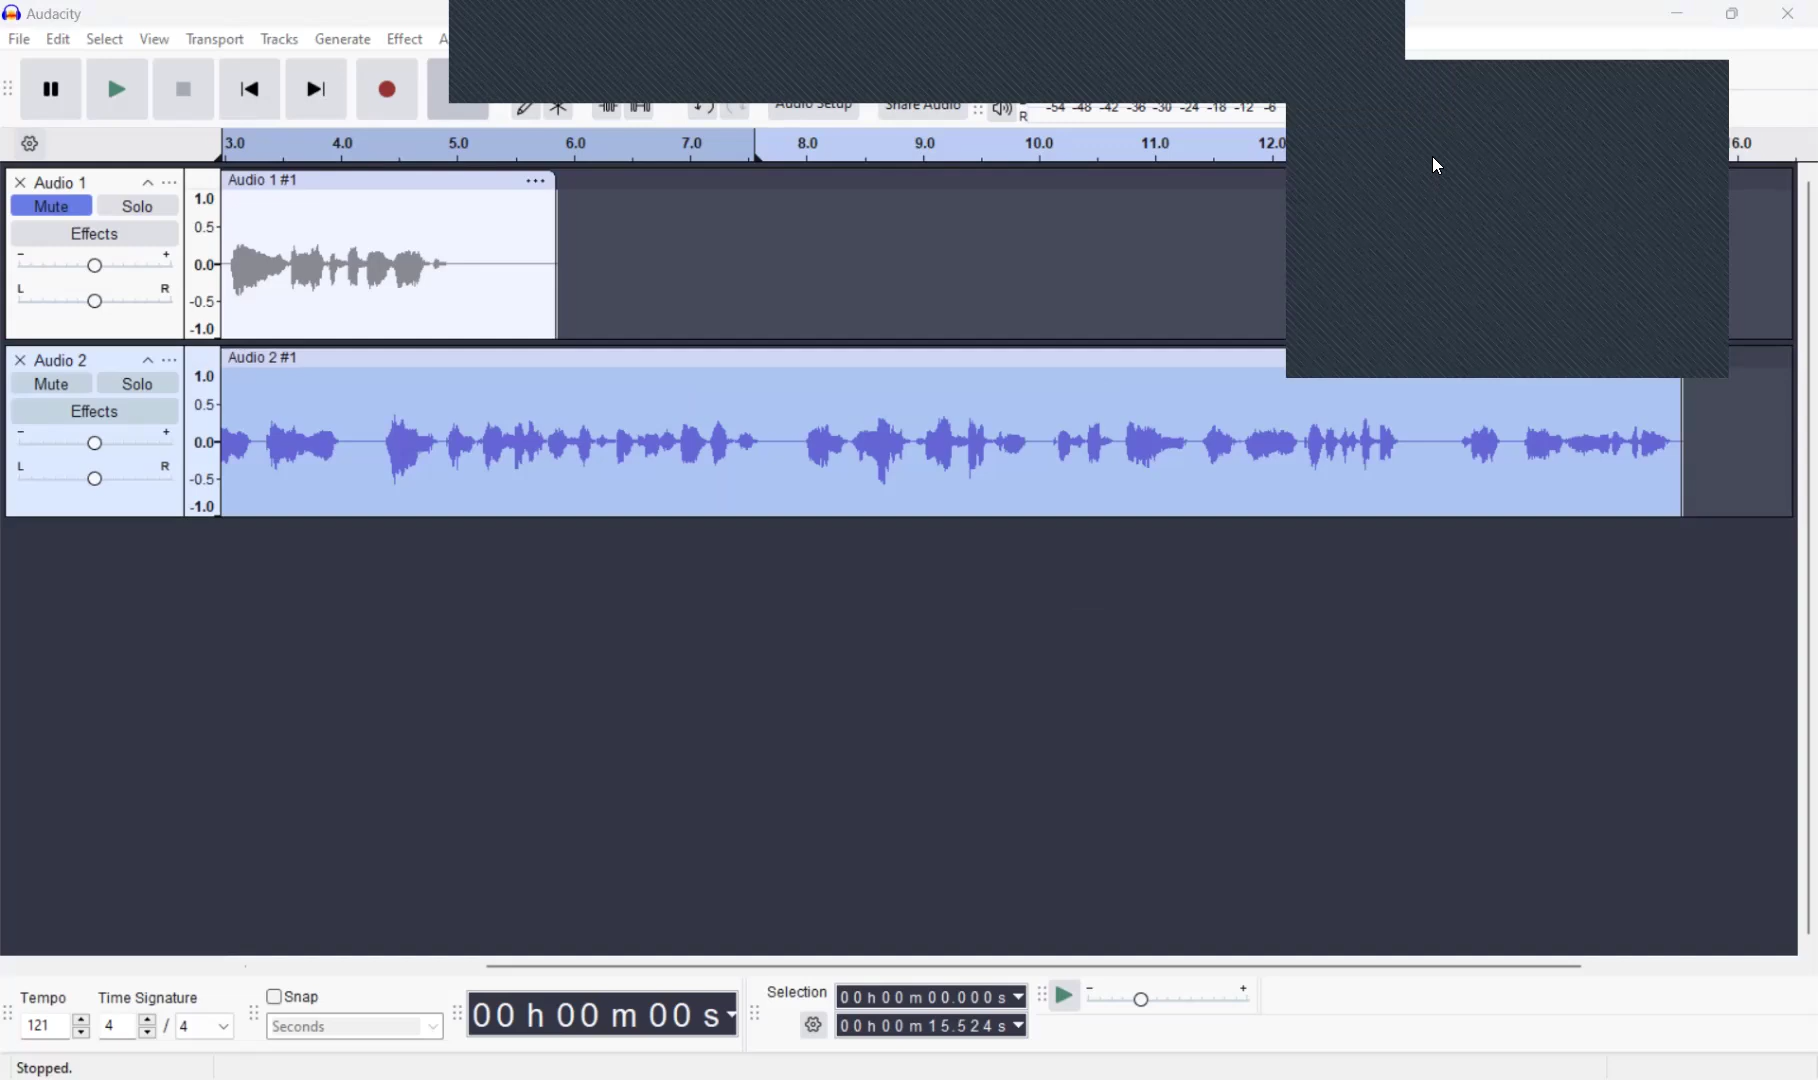 Audacity
File Edit Select View Transport Tracks Generate Effect A
Audio Setup Share Audio R -54 -48 -42 -36 -30 -24 -18 -12 -6
3.0 4.0 5.0 6.0 7.0 8.0 9.0 10.0 11.0 12.0 6.0
Audio 1 Audio 1 #1
Mute Solo 1.0
Effects 0.5
- + 0.0
L R -0.5
-1.0
Audio 2 Audio 2 #1
Mute Solo 1.0
Effects 0.5
- + 0.0
L R -0.5
-1.0
Tempo Time Signature Snap Selection 00 h 00 m 00.000 s - +
121 4 / 4 Seconds 00 h 00 m 00 s 00 h 00 m 15.524 s
Stopped.